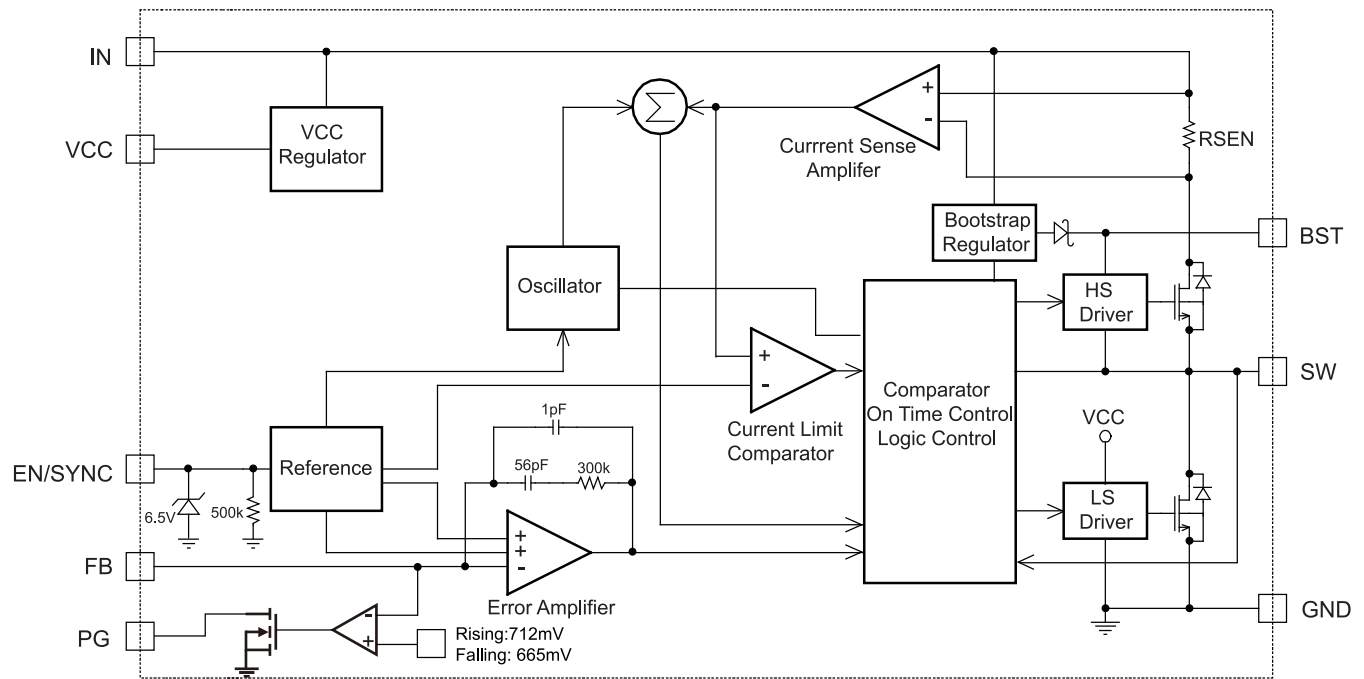 IN
VCC
VCC
Regulator
Σ
+
-
Currrent Sense
Amplifer
RSEN
Bootstrap
Regulator
BST
Oscillator
HS
Driver
+
-
Current Limit
Comparator
Comparator
On Time Control
Logic Control
SW
VCC
1pF
56pF
300k
EN/SYNC
Reference
6.5V
500k
LS
Driver
FB
+
+
-
Error Amplifier
PG
-
+
Rising:712mV
Falling: 665mV
GND